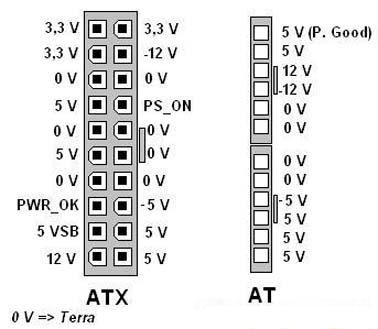 3,3 V 3,3 V 5 V (P. Good)
3,3 V -12 V 5 V
0 V 0 V 12 V
5 V PS_ON -12 V
0 V 0 V 0 V
5 V 0 V 0 V
0 V 0 V 0 V
PWR_OK -5 V 0 V
5 VSB 5 V -5 V
12 V 5 V 5 V
5 V
5 V
ATX AT
0 V => Terra